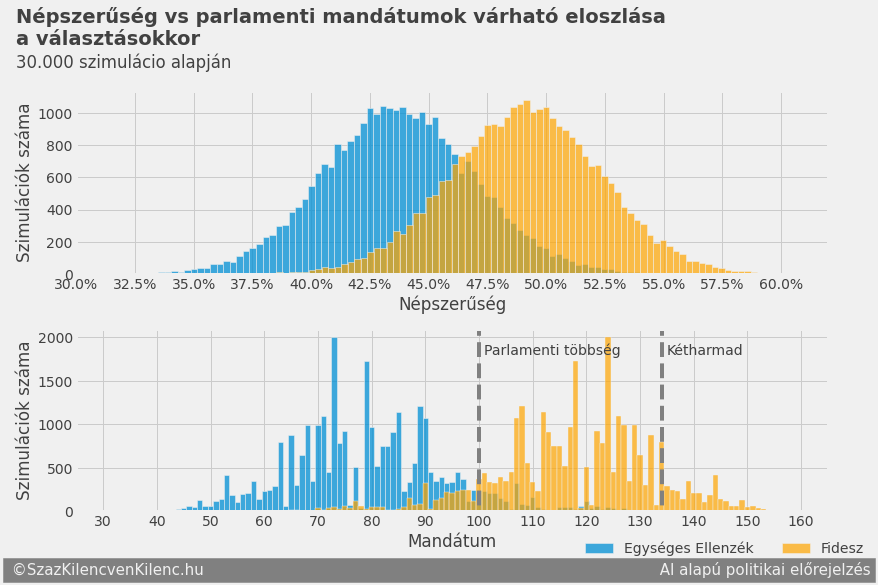 Népszerűség vs parlamenti mandátumok várható eloszlása
a választásokkor
30.000 szimulácio alapján
Szimulációk száma
1000
800
600
400
200
0
30.0% 32.5% 35.0% 37.5% 40.0% 42.5% 45.0% 47.5% 50.0% 52.5% 55.0% 57.5% 60.0%
Népszerűség
Szimulációk száma
2000
1500
1000
500
0
Parlamenti többség Kétharmad
30 40 50 60 70 80 90 100 110 120 130 140 150 160
Mandátum
Egységes Ellenzék Fidesz
©SzazKilencvenKilenc.hu AI alapú politikai előrejelzés